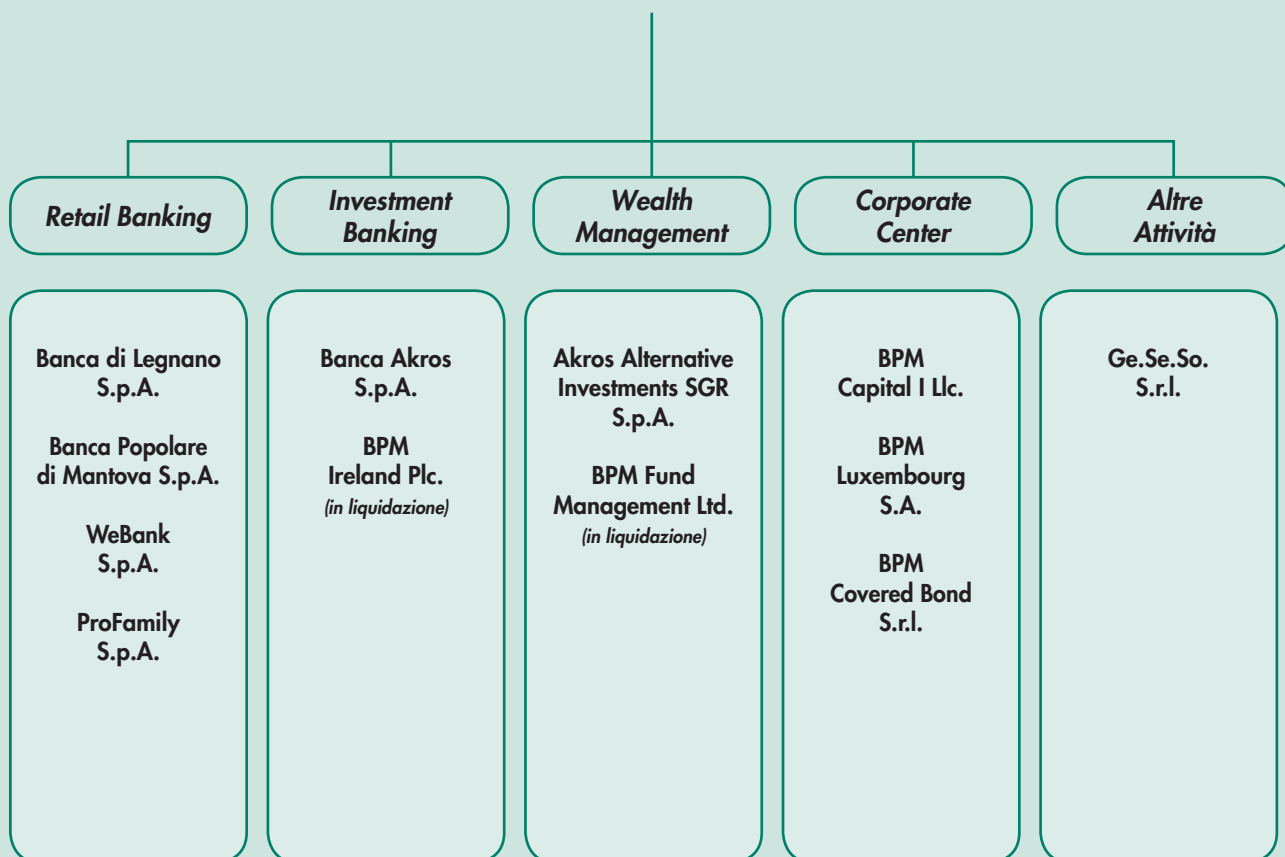 Retail Banking
Investment
Banking
Wealth
Management
Corporate
Center
Altre
Attività
Banca di Legnano
S.p.A.
Banca Popolare
di Mantova S.p.A.
WeBank
S.p.A.
ProFamily
S.p.A.
Banca Akros
S.p.A.
BPM
Ireland Plc.
(in liquidazione)
Akros Alternative
Investments SGR
S.p.A.
BPM Fund
Management Ltd.
(in liquidazione)
BPM
Capital I Llc.
BPM
Luxembourg
S.A.
BPM
Covered Bond
S.r.l.
Ge.Se.So.
S.r.l.